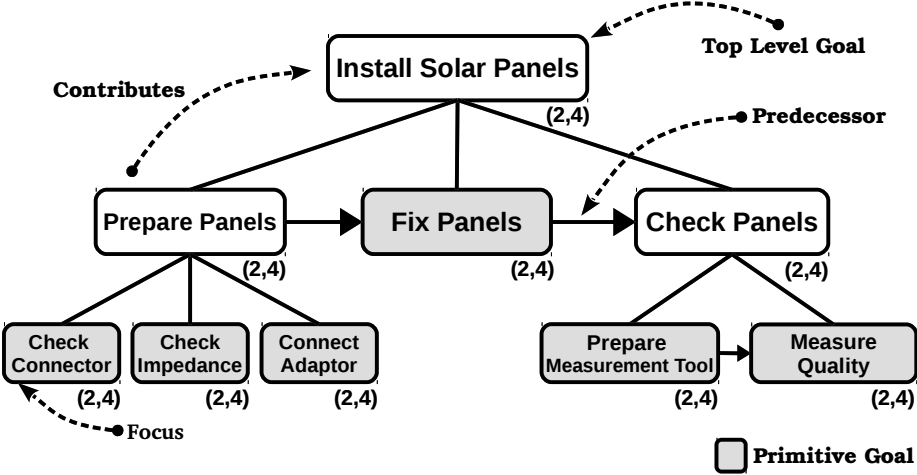 Top Level Goal
Install Solar Panels
Contributes
(2,4)
Predecessor
Prepare Panels
Fix Panels
Check Panels
(2,4)
(2,4)
(2,4)
Check
Connector
Check
Impedance
Connect
Adaptor
Prepare
Measurement Tool
Measure
Quality
(2,4)
(2,4)
(2,4)
(2,4)
(2,4)
Focus
Primitive Goal